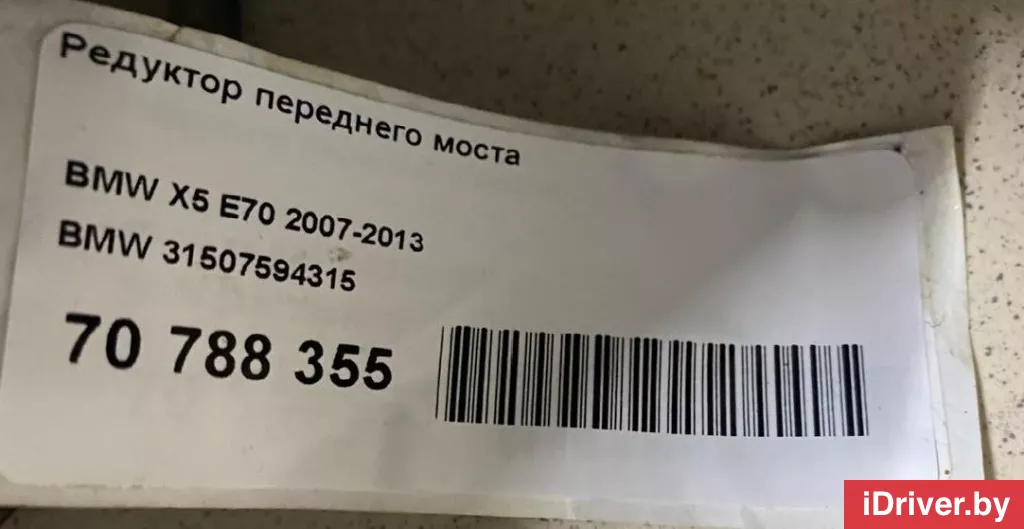 Редуктор переднего моста
BMW X5 E70 2007-2013
BMW 31507594315
70 788 355
iDriver.by